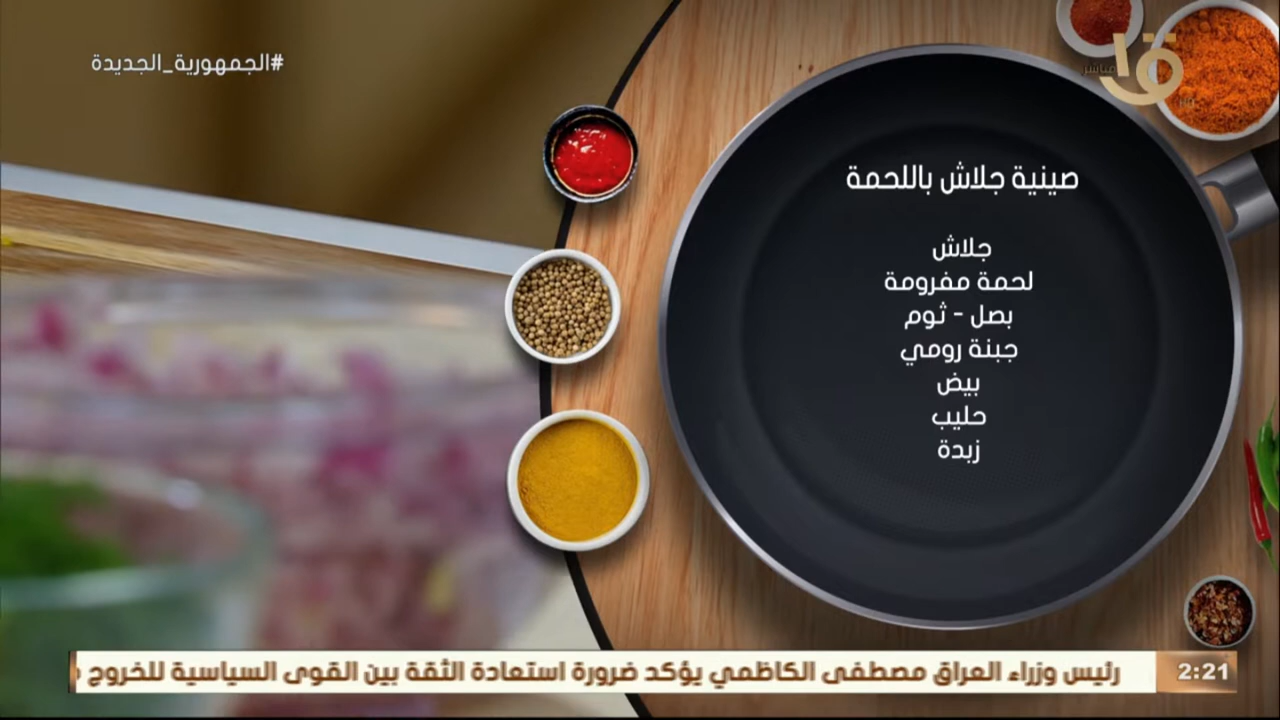 #الجمهورية_الجديدة
مباشر
صينية جلاش باللحمة
جلاش
لحمة مفرومة
بصل - ثوم
جبنة رومي
بيض
حليب
زبدة
رئيس وزراء العراق مصطفى الكاظمي يؤكد ضرورة استعادة الثقة بين القوى السياسية للخروج
2:21